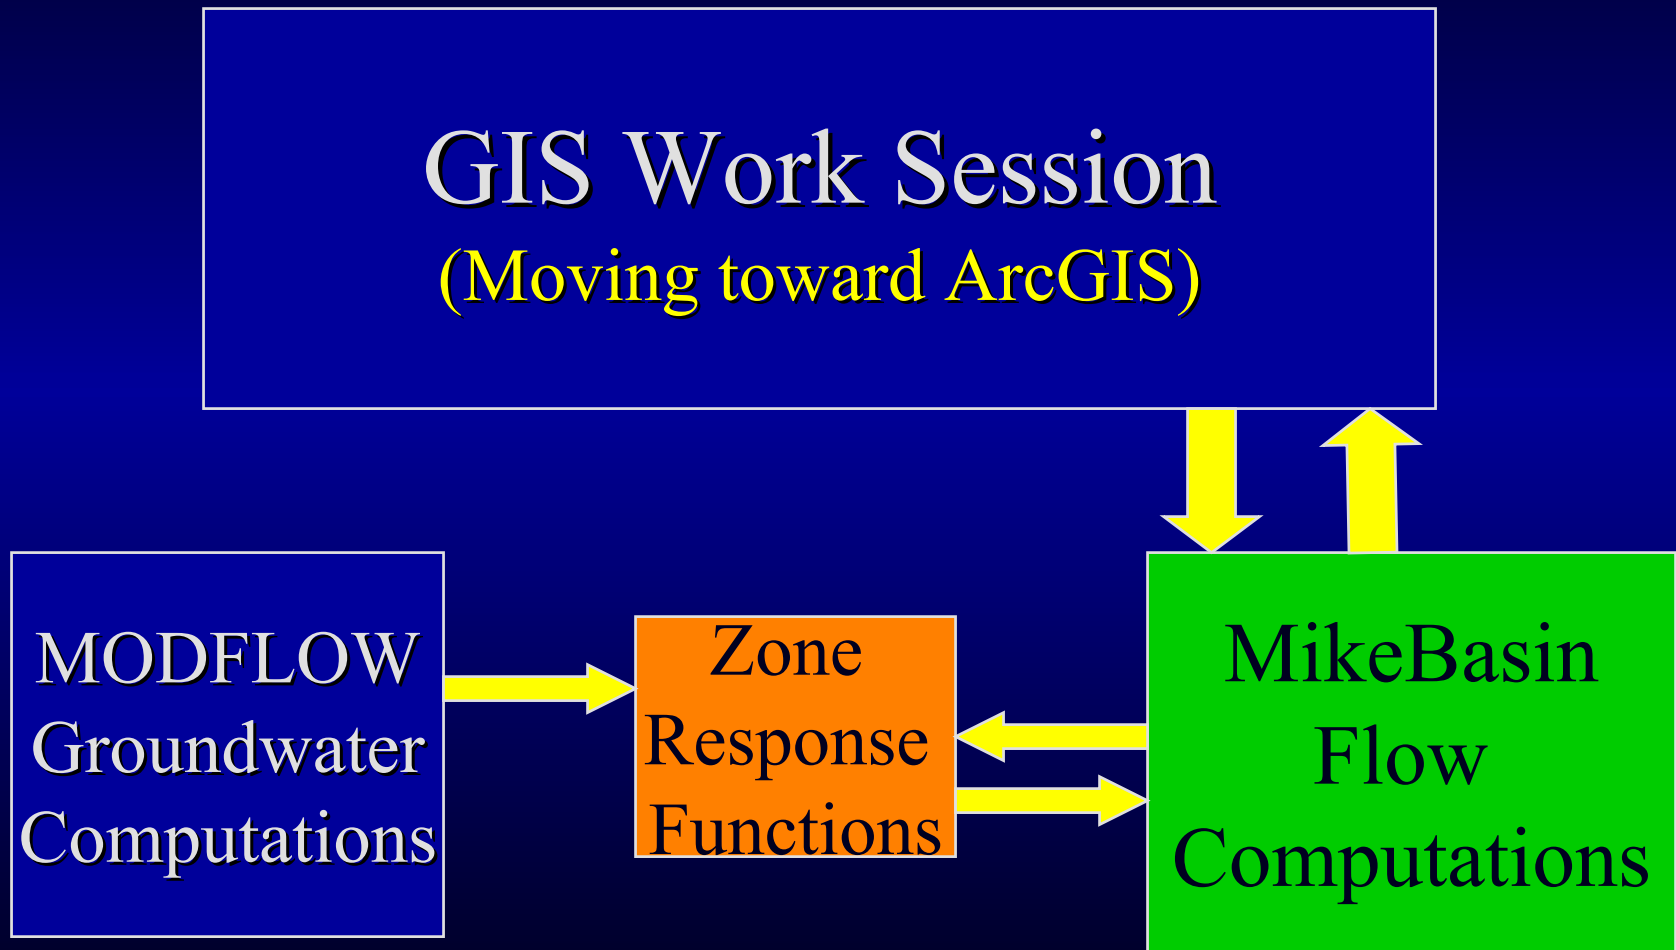 GIS Work Session
(Moving toward ArcGIS)
MODFLOW
Groundwater
Computations
Zone
Response
Functions
MikeBasin
Flow
Computations